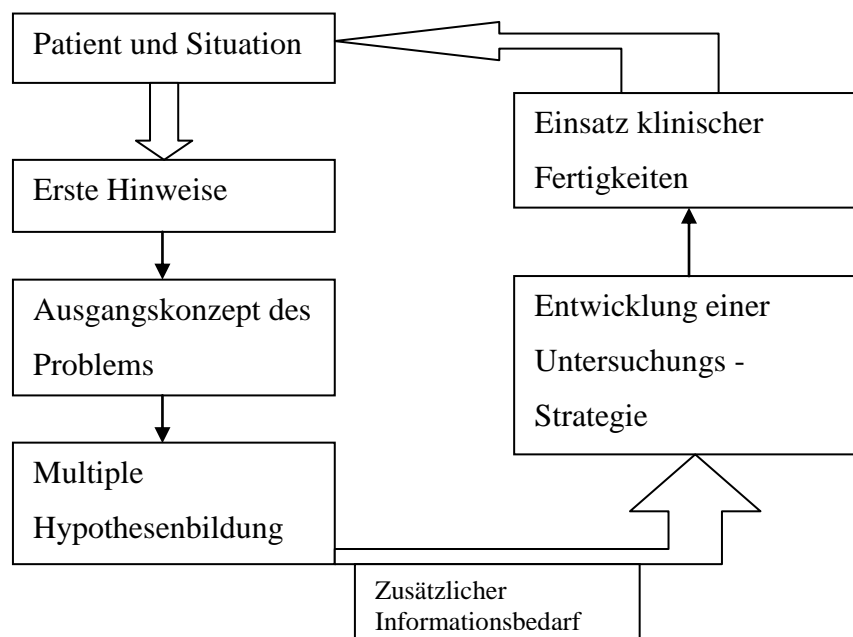 Patient und Situation
Erste Hinweise
Ausgangskonzept des
Problems
Multiple
Hypothesenbildung
Zusätzlicher
Informationsbedarf
Entwicklung einer
Untersuchungs -
Strategie
Einsatz klinischer
Fertigkeiten